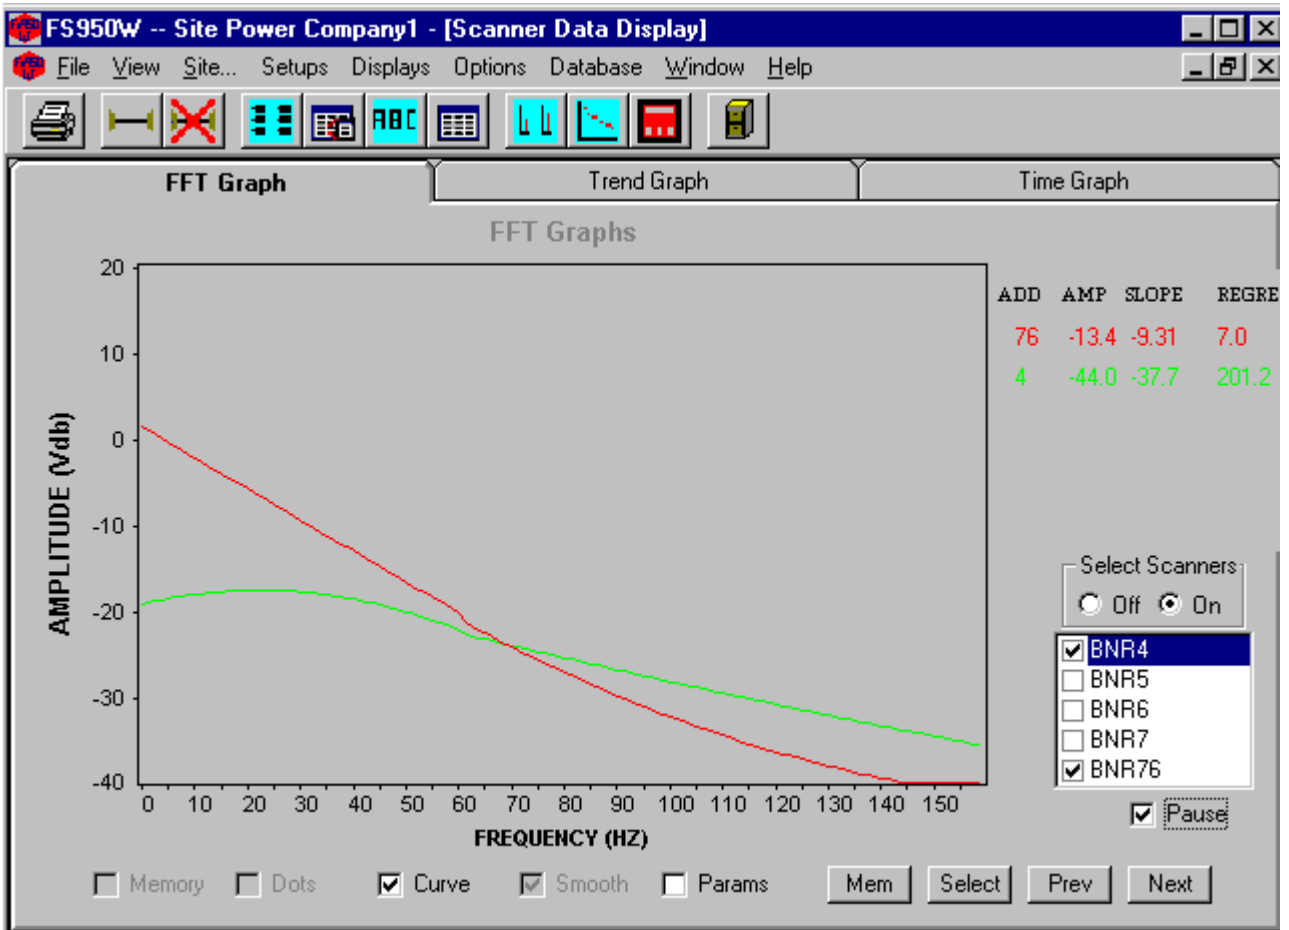 FS950W -- Site Power Company1 - [Scanner Data Display]
File View Site... Setups Displays Options Database Window Help
ABC
FFT Graph Trend Graph Time Graph
FFT Graphs
ADD AMP SLOPE REGRE
76 -13.4 -9.31 7.0
4 -44.0 -37.7 201.2
AMPLITUDE (Vdb)
20
10
0
-10
-20
-30
-40
0 10 20 30 40 50 60 70 80 90 100 110 120 130 140 150
FREQUENCY (HZ)
Select Scanners
Off On
BNR4
BNR5
BNR6
BNR7
BNR76
Pause
Memory Dots Curve Smooth Params Mem Select Prev Next